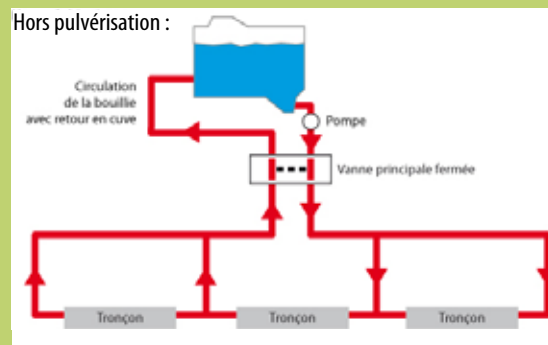 Hors pulvérisation :
Circulation
de la bouillie
avec retour en cuve
Pompe
Vanne principale fermée
Tronçon
Tronçon
Tronçon